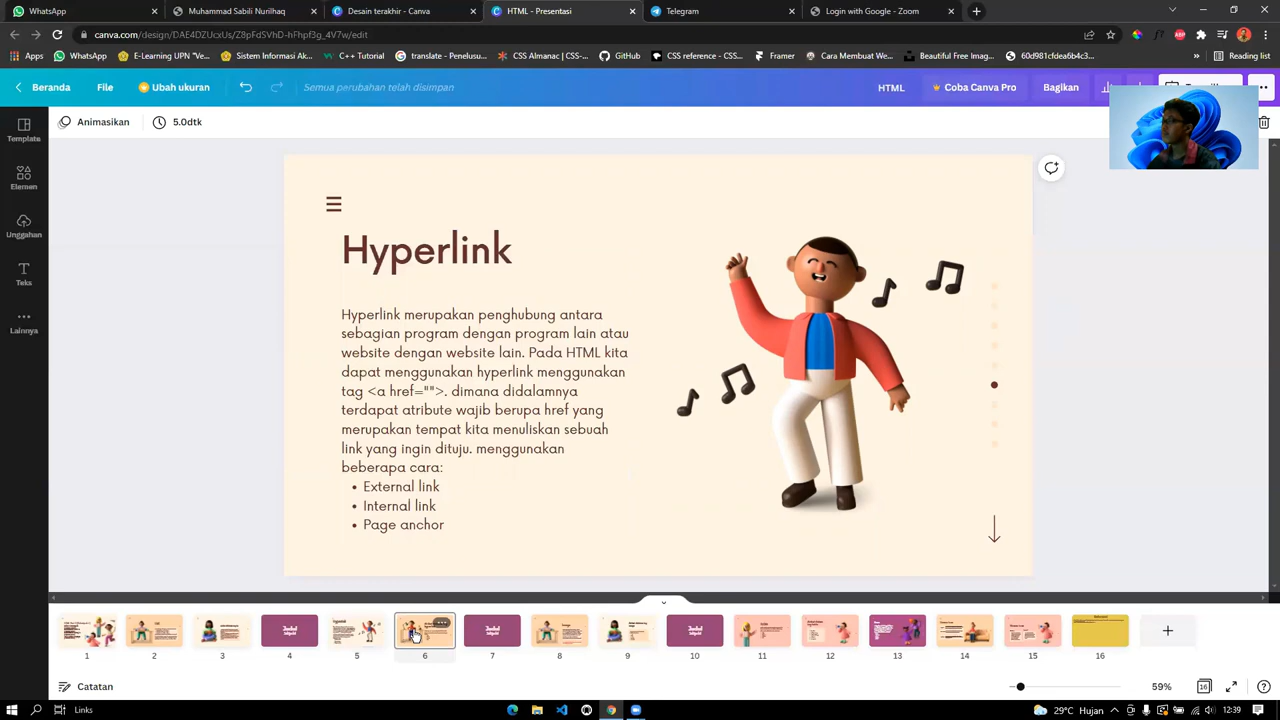 WhatsApp
Muhammad Sabili Nurilhaq
Desain terakhir - Canva
HTML - Presentasi
Telegram
Login with Google - Zoom
canva.com/design/DAE4DZUcxUs/Z8pFdSVhD-hFhpf3g_4V7w/edit
Apps
WhatsApp
E-Learning UPN "Ve...
Sistem Informasi Ak...
C++ Tutorial
translate - Penelusu...
CSS Almanac | CSS-...
GitHub
CSS reference - CSS...
Framer
Cara Membuat We...
Beautiful Free Imag...
60d981cfdea6b4c3...
»
Reading list
Beranda
File
Ubah ukuran
Semua perubahan telah disimpan
HTML
Coba Canva Pro
Bagikan
Animasikan
5.0dtk
Template
Elemen
Unggahan
Teks
Lainnya
Hyperlink
Hyperlink merupakan penghubung antara
sebagian program dengan program lain atau
website dengan website lain. Pada HTML kita
dapat menggunakan hyperlink menggunakan
tag <a href="">. dimana didalamnya
terdapat atribute wajib berupa href yang
merupakan tempat kita menuliskan sebuah
link yang ingin dituju. menggunakan
beberapa cara:
• External link
• Internal link
• Page anchor
1
2
3
4
5
6
7
8
9
10
11
12
13
14
15
16
Catatan
59%
16
Links
29°C Hujan
12:39